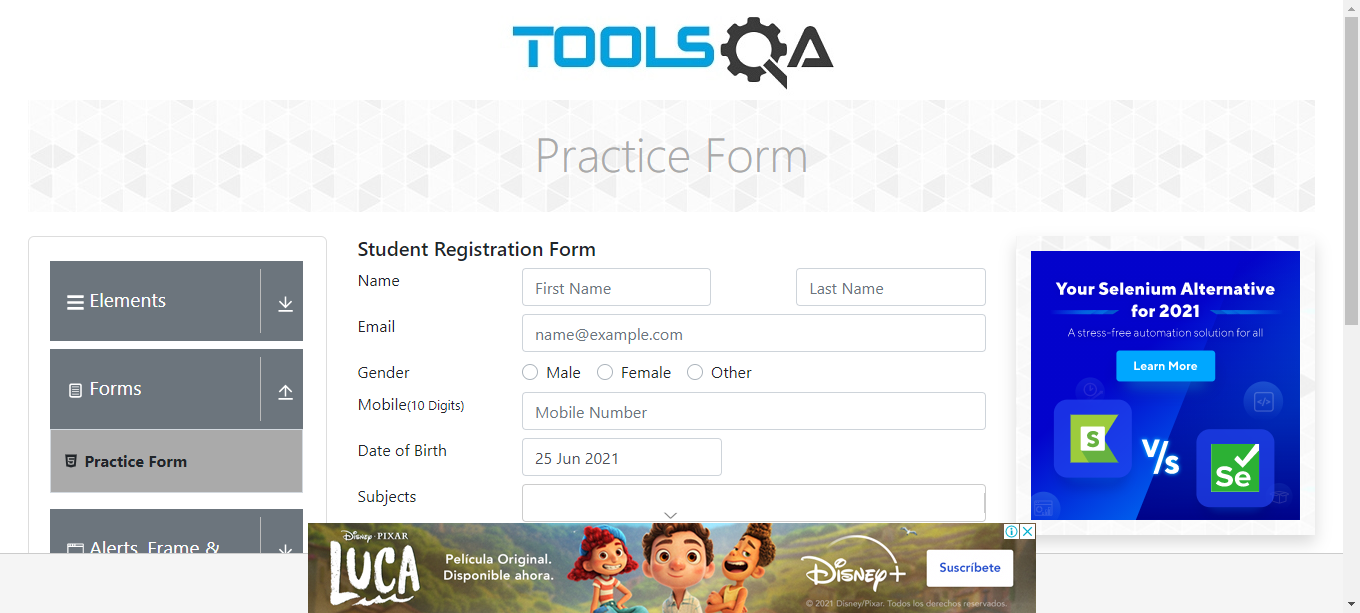 TOOLSQA
Practice Form
Elements
Forms
Practice Form
Alerts, Frame &
Student Registration Form
Name
First Name
Last Name
Email
name@example.com
Gender
Male
Female
Other
Mobile(10 Digits)
Mobile Number
Date of Birth
25 Jun 2021
Subjects
Your Selenium Alternative
for 2021
A stress-free automation solution for all
Learn More
S
V/s
Se
DISNEY · PIXAR
LUCA
Película Original.
Disponible ahora.
Disney+
Suscríbete
© 2021 Disney/Pixar. Todos los derechos reservados.